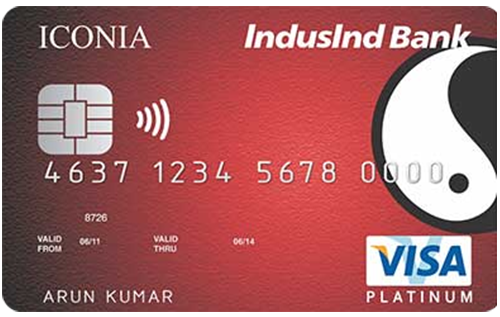 ICONIA
IndusInd Bank
4637 1234 5678 0000
8726
VALID FROM 06/11 VALID THRU 06/14
VISA
ARUN KUMAR
PLATINUM